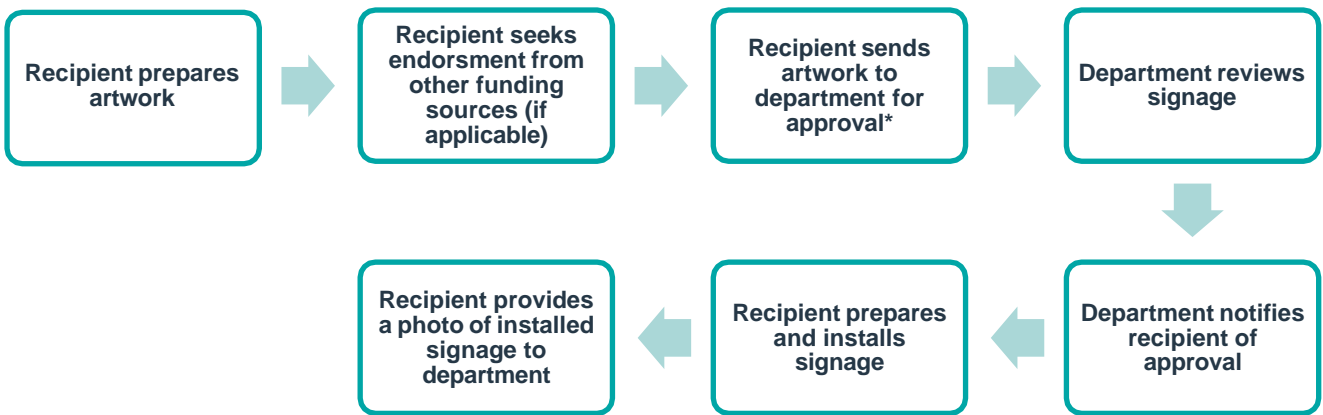 Recipient prepares
artwork
Recipient seeks
endorsment from
other funding
sources (if
applicable)
Recipient sends
artwork to
department for
approval*
Department reviews
signage
Department notifies
recipient of
approval
Recipient prepares
and installs
signage
Recipient provides
a photo of installed
signage to
department